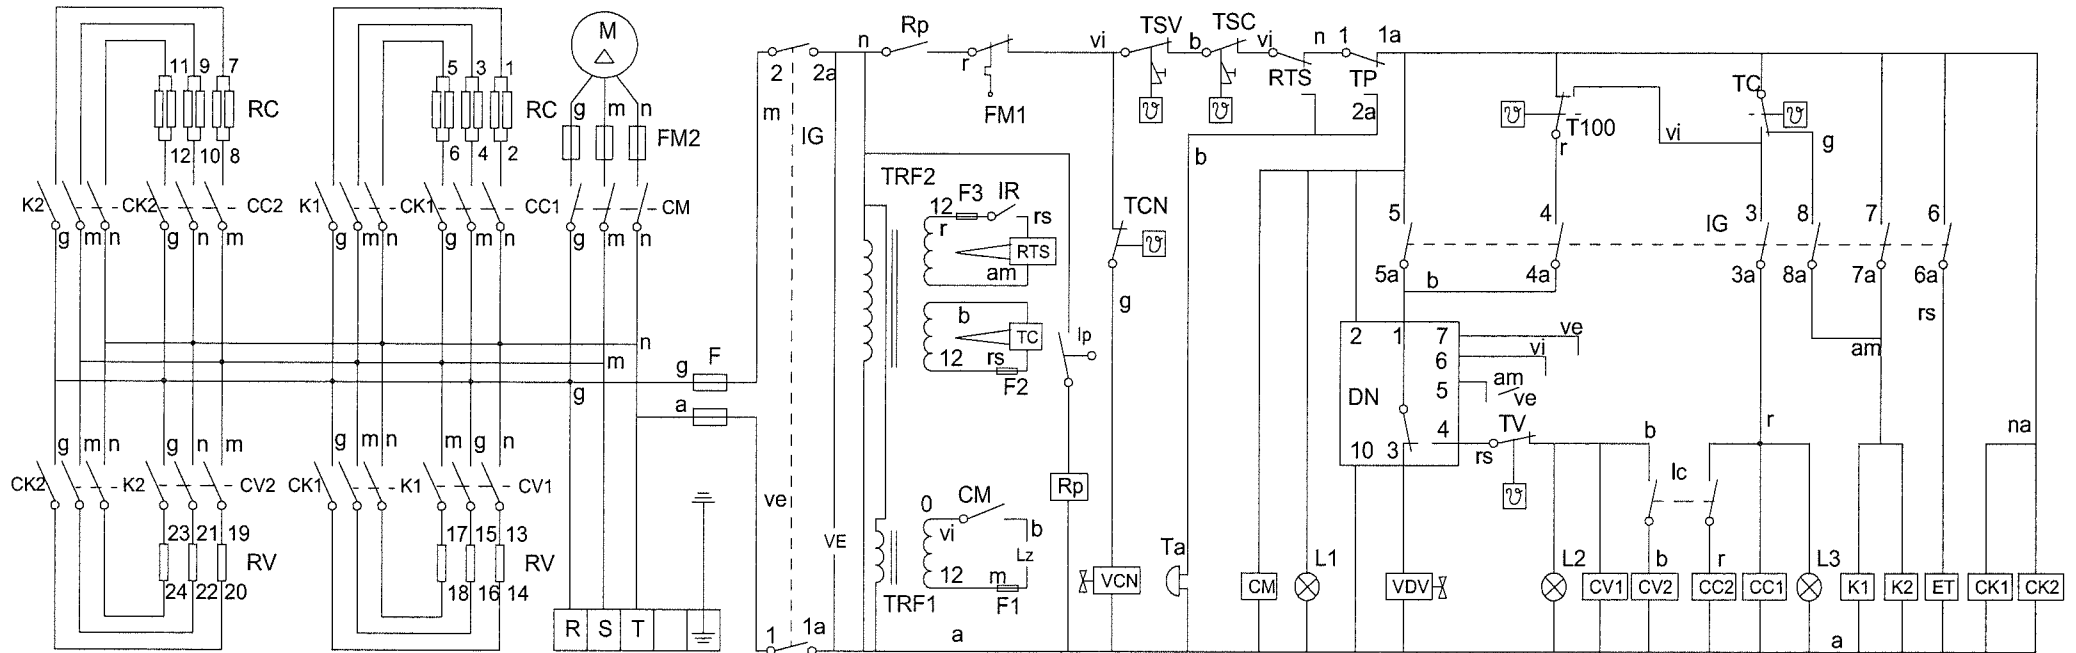 M
n Rp r FM1 vi TSV b TSC vi RTS n 1 TP 1a 2a
11 9 7 RC 5 3 1 RC g m n FM2
2 2a m IG
12 10 8 6 4 2
ϑ ϑ b
ϑ T100 r vi TC ϑ g
K2 CK2 CC2 K1 CK1 CC1 CM
g m n g n m g m n g m n g m n
TRF2 12 F3 IR rs r RTS am
TCN ϑ g
5 4 IG 3 8 7 6
5a b 4a 3a 8a 7a 6a rs
b TC 12 rs F2 Ip
n
m
g F
g
a
2 1 7 ve
6 vi
5 am ve
DN
10 3 4 rs TV ϑ
am
g m n g n m g m n m g n
CK2 K2 CV2 CK1 K1 CV1
b Ic r na
ve VE
0 CM vi b Lz 12 m F1 TRF1
Rp
23 21 19 RV 17 15 13 RV
24 22 20 18 16 14
VCN Ta CM L1 VDV L2 CV1 b CV2 r CC2 CC1 L3 K1 K2 ET CK1 CK2
R S T
1 1a a a